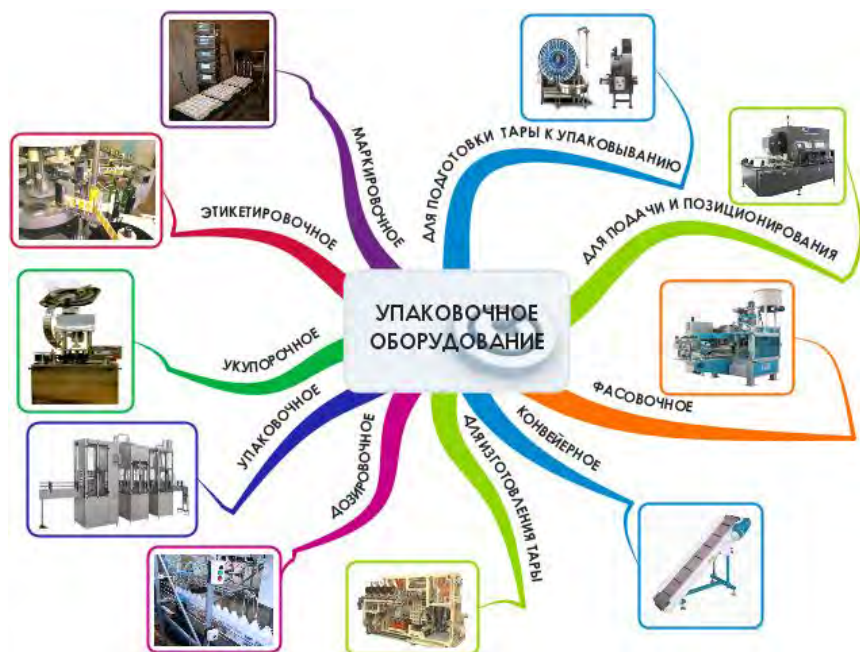 УПАКОВОЧНОЕ
ОБОРУДОВАНИЕ
ДЛЯ ПОДГОТОВКИ ТАРЫ К УПАКОВЫВАНИЮ
ДЛЯ ПОДАЧИ И ПОЗИЦИОНИРОВАНИЯ
ФАСОВОЧНОЕ
КОНВЕЙЕРНОЕ
ДЛЯ ИЗГОТОВЛЕНИЯ ТАРЫ
ДОЗИРОВОЧНОЕ
УПАКОВОЧНОЕ
УКУПОРОЧНОЕ
ЭТИКЕТИРОВОЧНОЕ
МАРКИРОВОЧНОЕ